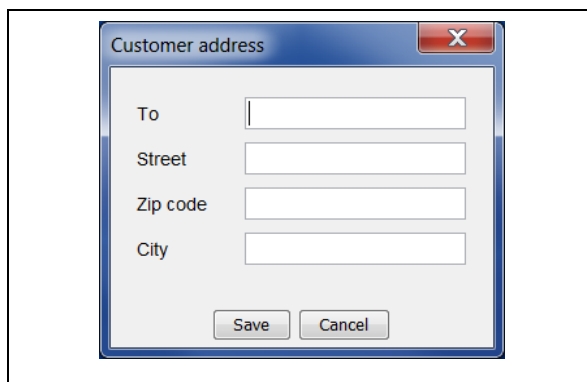 Customer address
To
Street
Zip code
City
Save Cancel